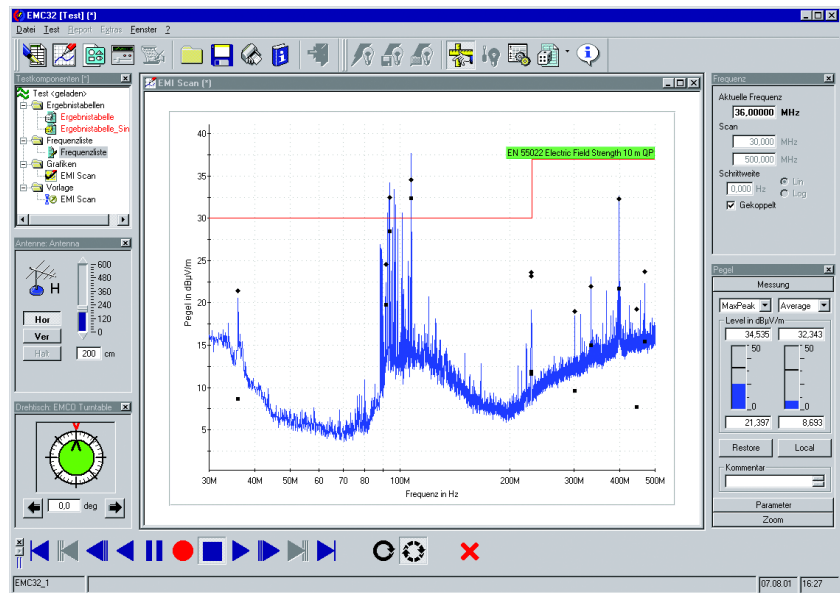 EMC32 [Test] (*)
Datei Test Report Extras Fenster ?
Testkomponenten [*]
Test <geladen>
Ergebnistabellen
Ergebnistabelle
Ergebnistabelle_Sin
Frequenzliste
Frequenzliste
Grafiken
EMI Scan
Vorlage
EMI Scan
Antenne: Antenna
H
600
480
360
240
120
0
Hor
Ver
Halt
200 cm
Drehtisch: EMCO Turntable
0,0 deg
EMI Scan (*)
EN 55022 Electric Field Strength 10 m QP
Pegel in dBµV/m
40
35
30
25
20
15
10
5
30M 40M 50M 60 70 80 100M 200M 300M 400M 500M
Frequenz in Hz
Frequenz
Aktuelle Frequenz
36,00000 MHz
Scan
30,000 MHz
500,000 MHz
Schrittweite
0,000 Hz
Lin
Log
Gekoppelt
Pegel
Messung
MaxPeak Average
Level in dBµV/m
34,535 32,343
50 50
0 0
21,397 8,693
Restore Local
Kommentar
Parameter
Zoom
EMC32_1
07.08.01 16:27